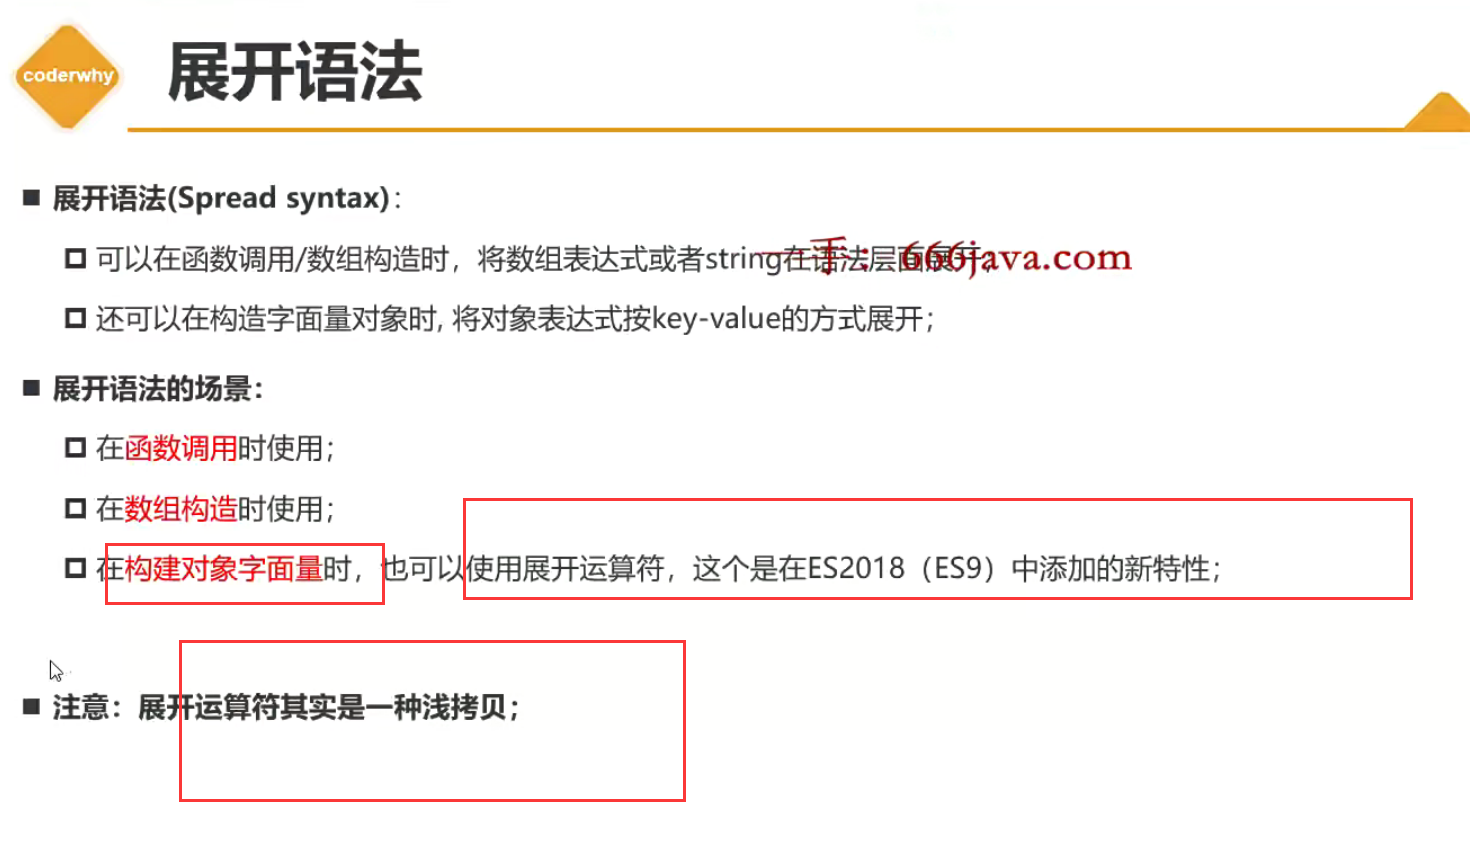 coderwhy
展开语法
展开语法(Spread syntax)：
可以在函数调用/数组构造时，将数组表达式或者string在语法层面展开；
一手：666java.com
还可以在构造字面量对象时, 将对象表达式按key-value的方式展开；
展开语法的场景：
在函数调用时使用；
在数组构造时使用；
在构建对象字面量时，也可以使用展开运算符，这个是在ES2018（ES9）中添加的新特性；
注意：展开运算符其实是一种浅拷贝；